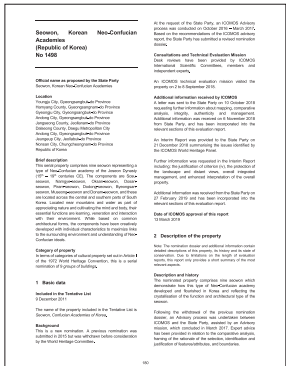 Seowon, Korean Neo-Confucian
Academies
(Republic of Korea)
No 1498
Official name as proposed by the State Party
Seowon, Korean Neo-Confucian Academies
Location
Yeongju City, Gyeongsangbuk-do Province
Hamyang County, Gyeongsangnam-do Province
Gyeongju City, Gyeongsangbuk-do Province
Andong City, Gyeongsangbuk-do Province
Jangseong County, Jeollanam-do Province
Dalseong County, Daegu Metropolitan City
Andong City, Gyeongsangbuk-do Province
Jeongeup City, Jeollabuk-do Province
Nonsan City, Chungcheongnam-do Province
Republic of Korea
Brief description
This serial property comprises nine seowon representing a
type of Neo-Confucian academy of the Joseon Dynasty
(15th – 19th centuries CE). The components are Sosu-
seowon, Namgye-seowon, Oksan-seowon, Dosan-
seowon, Piram-seowon, Dodong-seowon, Byeongsan-
seowon, Museong-seowon and Donam-seowon, and these
are located across the central and southern parts of South
Korea. Located near mountains and water as part of
appreciating nature and cultivating the mind and body, their
essential functions are learning, veneration and interaction
with their environment. While based on common
architectural forms, the components have been creatively
developed with individual characteristics to maximise links
to the surrounding environment and understanding of Neo-
Confucian ideals.
Category of property
In terms of categories of cultural property set out in Article I
of the 1972 World Heritage Convention, this is a serial
nomination of 9 groups of buildings.
1 Basic data
Included in the Tentative List
9 December 2011
The name of the property included in the Tentative List is
Seowon, Confucian Academies of Korea.
Background
This is a new nomination. A previous nomination was
submitted in 2015 but was withdrawn before consideration
by the World Heritage Committee.
At the request of the State Party, an ICOMOS Advisory
process was conducted on October 2016 – March 2017.
Based on the recommendations of the ICOMOS advisory
report, the State Party has submitted a revised nomination
dossier.
Consultations and Technical Evaluation Mission
Desk reviews have been provided by ICOMOS
International Scientific Committees, members and
independent experts.
An ICOMOS technical evaluation mission visited the
property on 2 to 8 September 2018.
Additional information received by ICOMOS
A letter was sent to the State Party on 10 October 2018
requesting further information about mapping, comparative
analysis, integrity, authenticity and management.
Additional information was received on 6 November 2018
from State Party, and has been incorporated into the
relevant sections of the evaluation report.
An Interim Report was provided to the State Party on
21 December 2018 summarising the issues identified by
the ICOMOS World Heritage Panel.
Further information was requested in the Interim Report
including: the justification of criterion (iv), the protection of
the landscape and distant views, overall integrated
management, and enhanced interpretation of the overall
property.
Additional information was received from the State Party on
27 February 2019 and has been incorporated into the
relevant sections of this evaluation report.
Date of ICOMOS approval of this report
13 March 2019
2 Description of the property
Note: The nomination dossier and additional information contain
detailed descriptions of the property, its history and its state of
conservation. Due to limitations on the length of evaluation
reports, this report only provides a short summary of the most
relevant aspects.
Description and history
The nominated property comprises nine seowon which
demonstrate how this type of Neo-Confucian academy
developed and flourished in Korea and reflecting the
crystallisation of the function and architectural type of the
seowon.
Following the withdrawal of the previous nomination
dossier, an Advisory process was undertaken between
ICOMOS and the State Party, assisted by an Advisory
mission, which concluded in March 2017. Expert advice
was then provided in relation to the comparative analysis,
framing of the rationale of the selection, identification and
justification of features/attributes, and boundaries.
180